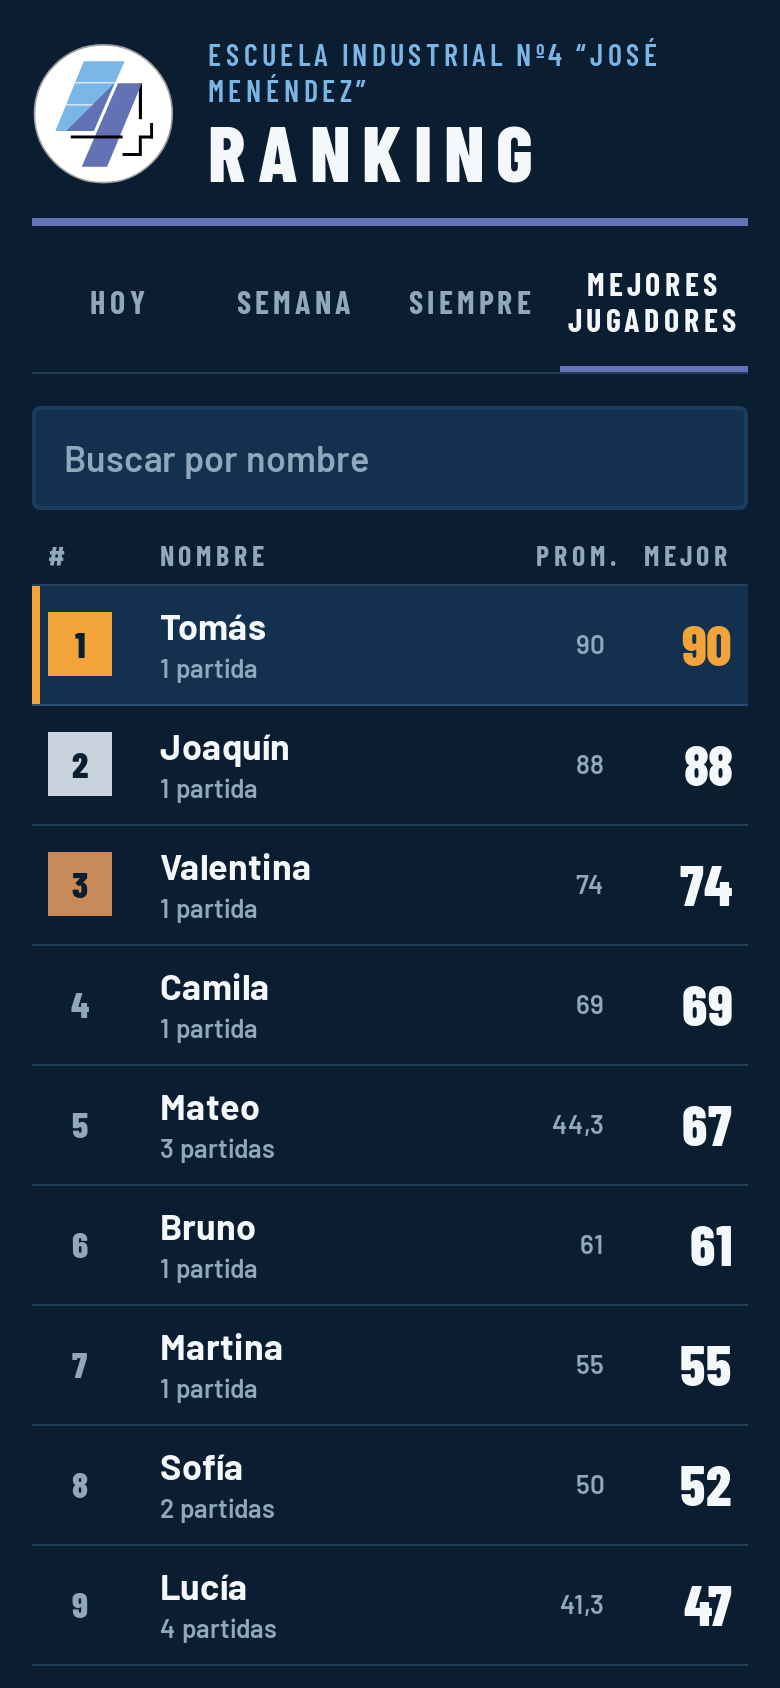 ESCUELA INDUSTRIAL Nº4 “JOSÉ
MENÉNDEZ”
RANKING
HOY SEMANA SIEMPRE MEJORES JUGADORES
Buscar por nombre
# NOMBRE PROM. MEJOR
1 Tomás 90 90
1 partida
2 Joaquín 88 88
1 partida
3 Valentina 74 74
1 partida
4 Camila 69 69
1 partida
5 Mateo 44,3 67
3 partidas
6 Bruno 61 61
1 partida
7 Martina 55 55
1 partida
8 Sofía 50 52
2 partidas
9 Lucía 41,3 47
4 partidas